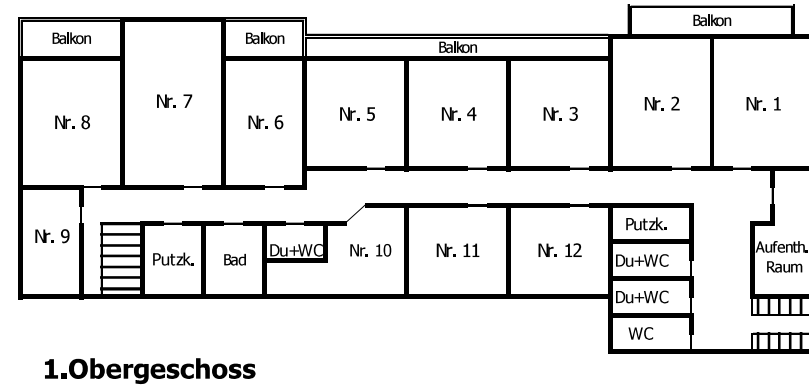 Balkon
Balkon
Balkon
Balkon
Nr. 8
Nr. 7
Nr. 6
Nr. 5
Nr. 4
Nr. 3
Nr. 2
Nr. 1
Nr. 9
Putzk.
Bad
Du+WC
Nr. 10
Nr. 11
Nr. 12
Putzk.
Du+WC
Du+WC
WC
Aufenth.
Raum
1.Obergeschoss